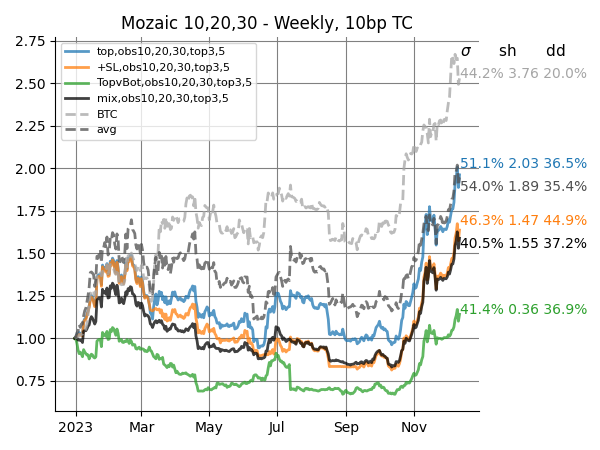 Mozaic 10,20,30 - Weekly, 10bp TC
2.75
2.50
2.25
2.00
1.75
1.50
1.25
1.00
0.75
top,obs10,20,30,top3,5
+SL,obs10,20,30,top3,5
TopvBot,obs10,20,30,top3,5
mix,obs10,20,30,top3,5
BTC
avg
σ sh dd
44.2% 3.76 20.0%
51.1% 2.03 36.5%
54.0% 1.89 35.4%
46.3% 1.47 44.9%
40.5% 1.55 37.2%
41.4% 0.36 36.9%
2023 Mar May Jul Sep Nov